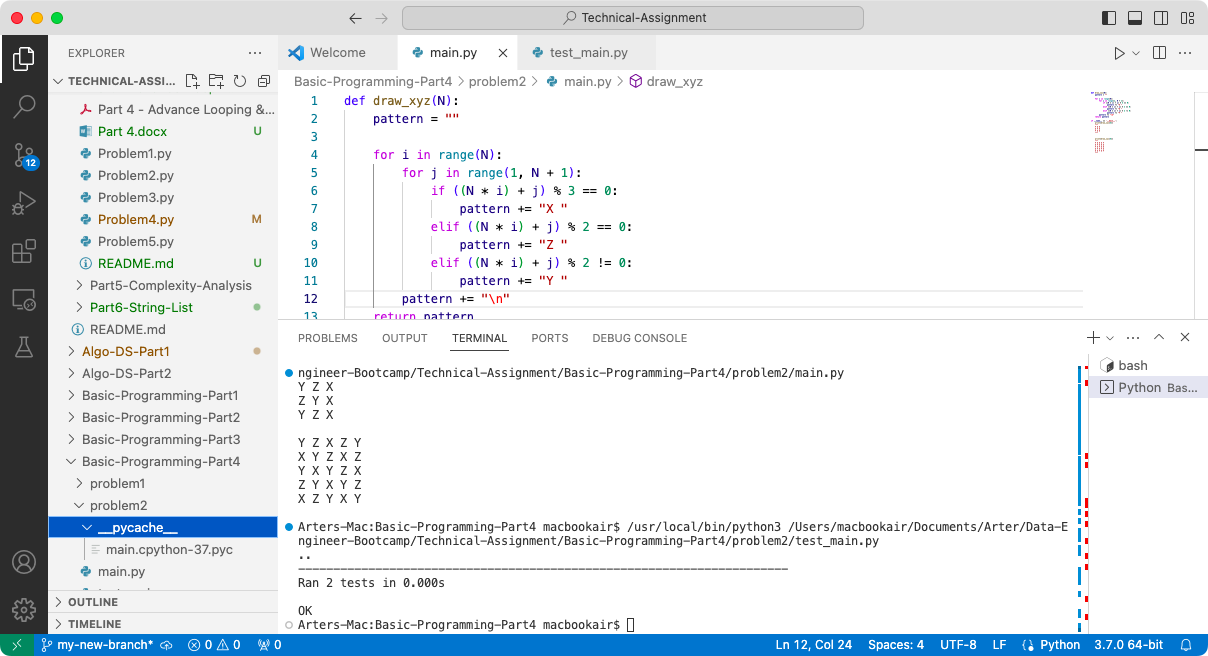 Technical-Assignment
EXPLORER
TECHNICAL-ASSI...
Part 4 - Advance Looping &...
Part 4.docx U
Problem1.py
Problem2.py
Problem3.py
Problem4.py M
Problem5.py
README.md U
Part5-Complexity-Analysis
Part6-String-List
README.md
Algo-DS-Part1
Algo-DS-Part2
Basic-Programming-Part1
Basic-Programming-Part2
Basic-Programming-Part3
Basic-Programming-Part4
problem1
problem2
__pycache__
main.cpython-37.pyc
main.py
OUTLINE
TIMELINE
12
Welcome main.py test_main.py
Basic-Programming-Part4 > problem2 > main.py > draw_xyz
1 def draw_xyz(N):
2 pattern = ""
3
4 for i in range(N):
5 for j in range(1, N + 1):
6 if ((N * i) + j) % 3 == 0:
7 pattern += "X "
8 elif ((N * i) + j) % 2 == 0:
9 pattern += "Z "
10 elif ((N * i) + j) % 2 != 0:
11 pattern += "Y "
12 pattern += "\n"
13 return pattern
PROBLEMS OUTPUT TERMINAL PORTS DEBUG CONSOLE
ngineer-Bootcamp/Technical-Assignment/Basic-Programming-Part4/problem2/main.py
Y Z X
Z Y X
Y Z X
Y Z X Z Y
X Y Z X Z
Y X Y Z X
Z Y X Y Z
X Z Y X Y
Arters-Mac:Basic-Programming-Part4 macbookair$ /usr/local/bin/python3 /Users/macbookair/Documents/Arter/Data-E
ngineer-Bootcamp/Technical-Assignment/Basic-Programming-Part4/problem2/test_main.py
..
----------------------------------------------------------------------
Ran 2 tests in 0.000s
OK
Arters-Mac:Basic-Programming-Part4 macbookair$
bash
Python Bas...
my-new-branch* 0 0 0 Ln 12, Col 24 Spaces: 4 UTF-8 LF Python 3.7.0 64-bit